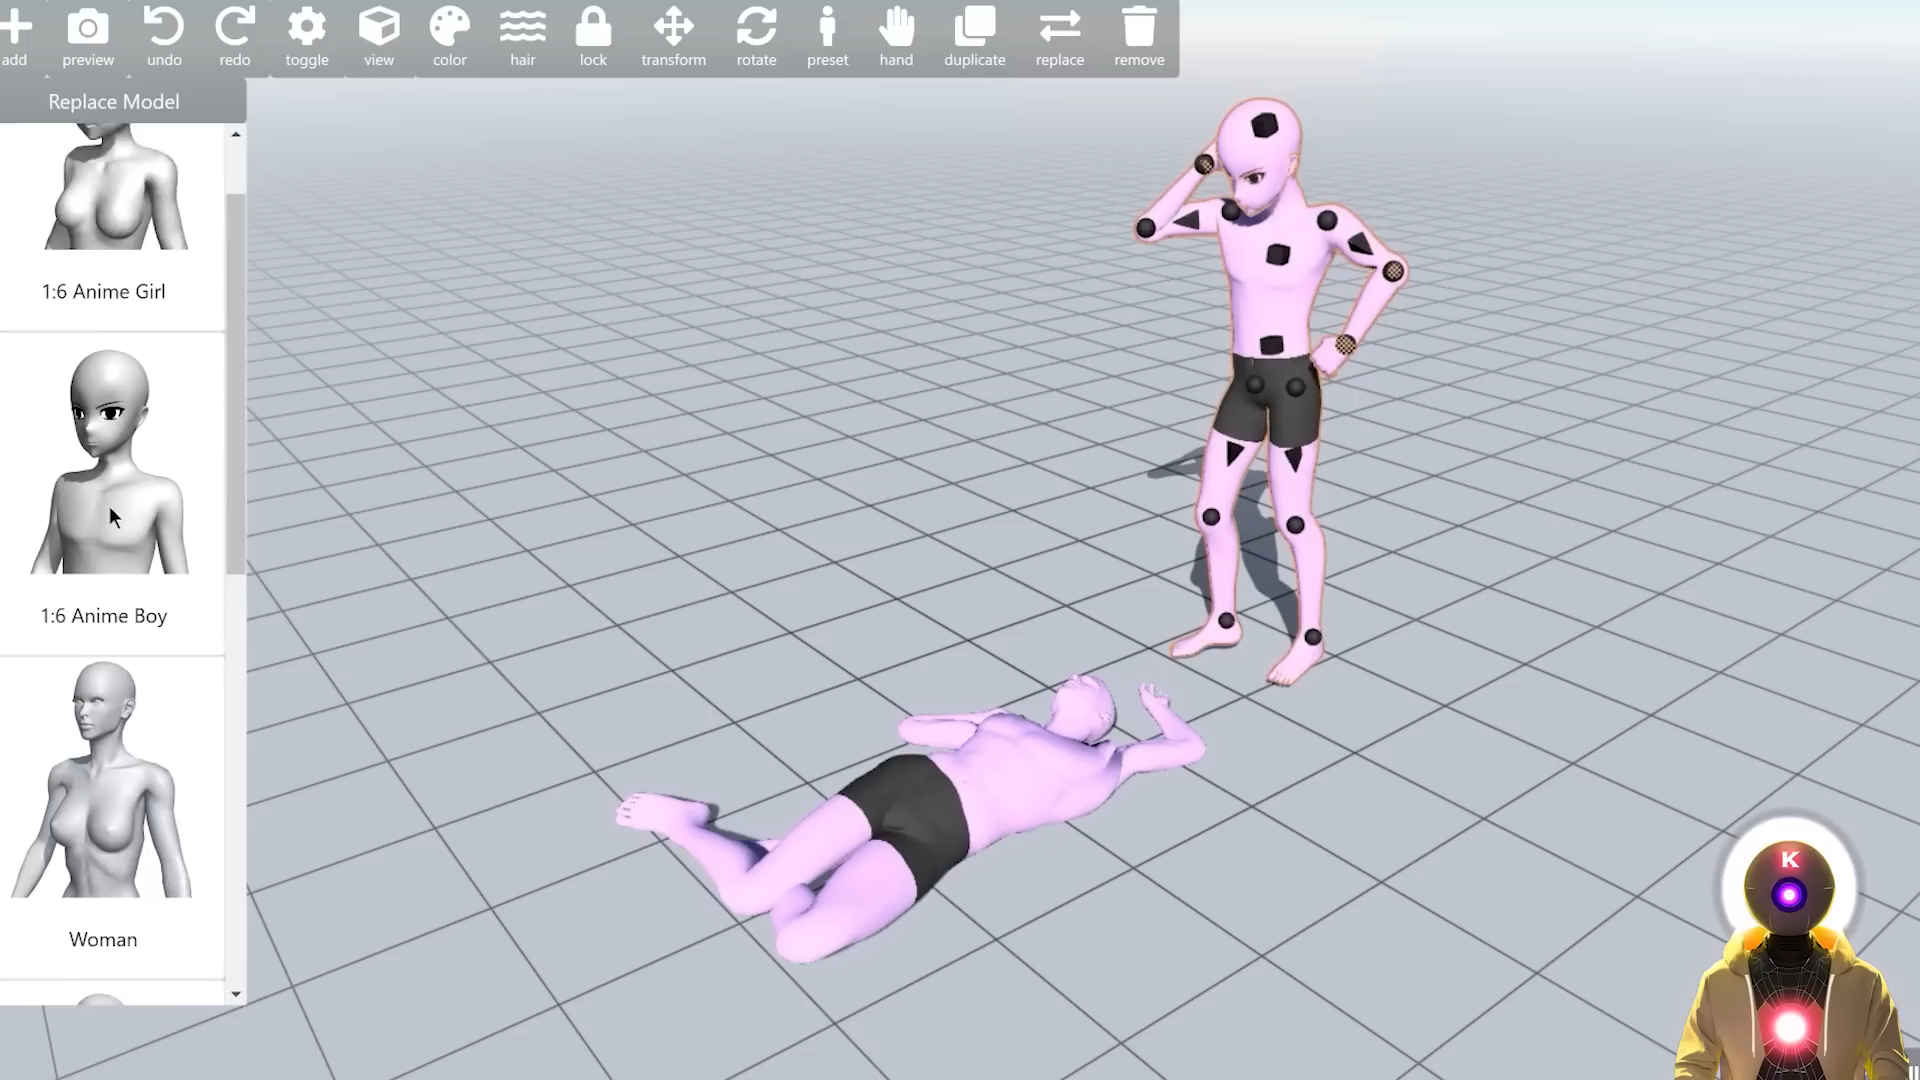 add
preview
undo
redo
toggle
view
color
hair
lock
transform
rotate
preset
hand
duplicate
replace
remove
Replace Model
1:6 Anime Girl
1:6 Anime Boy
Woman
K